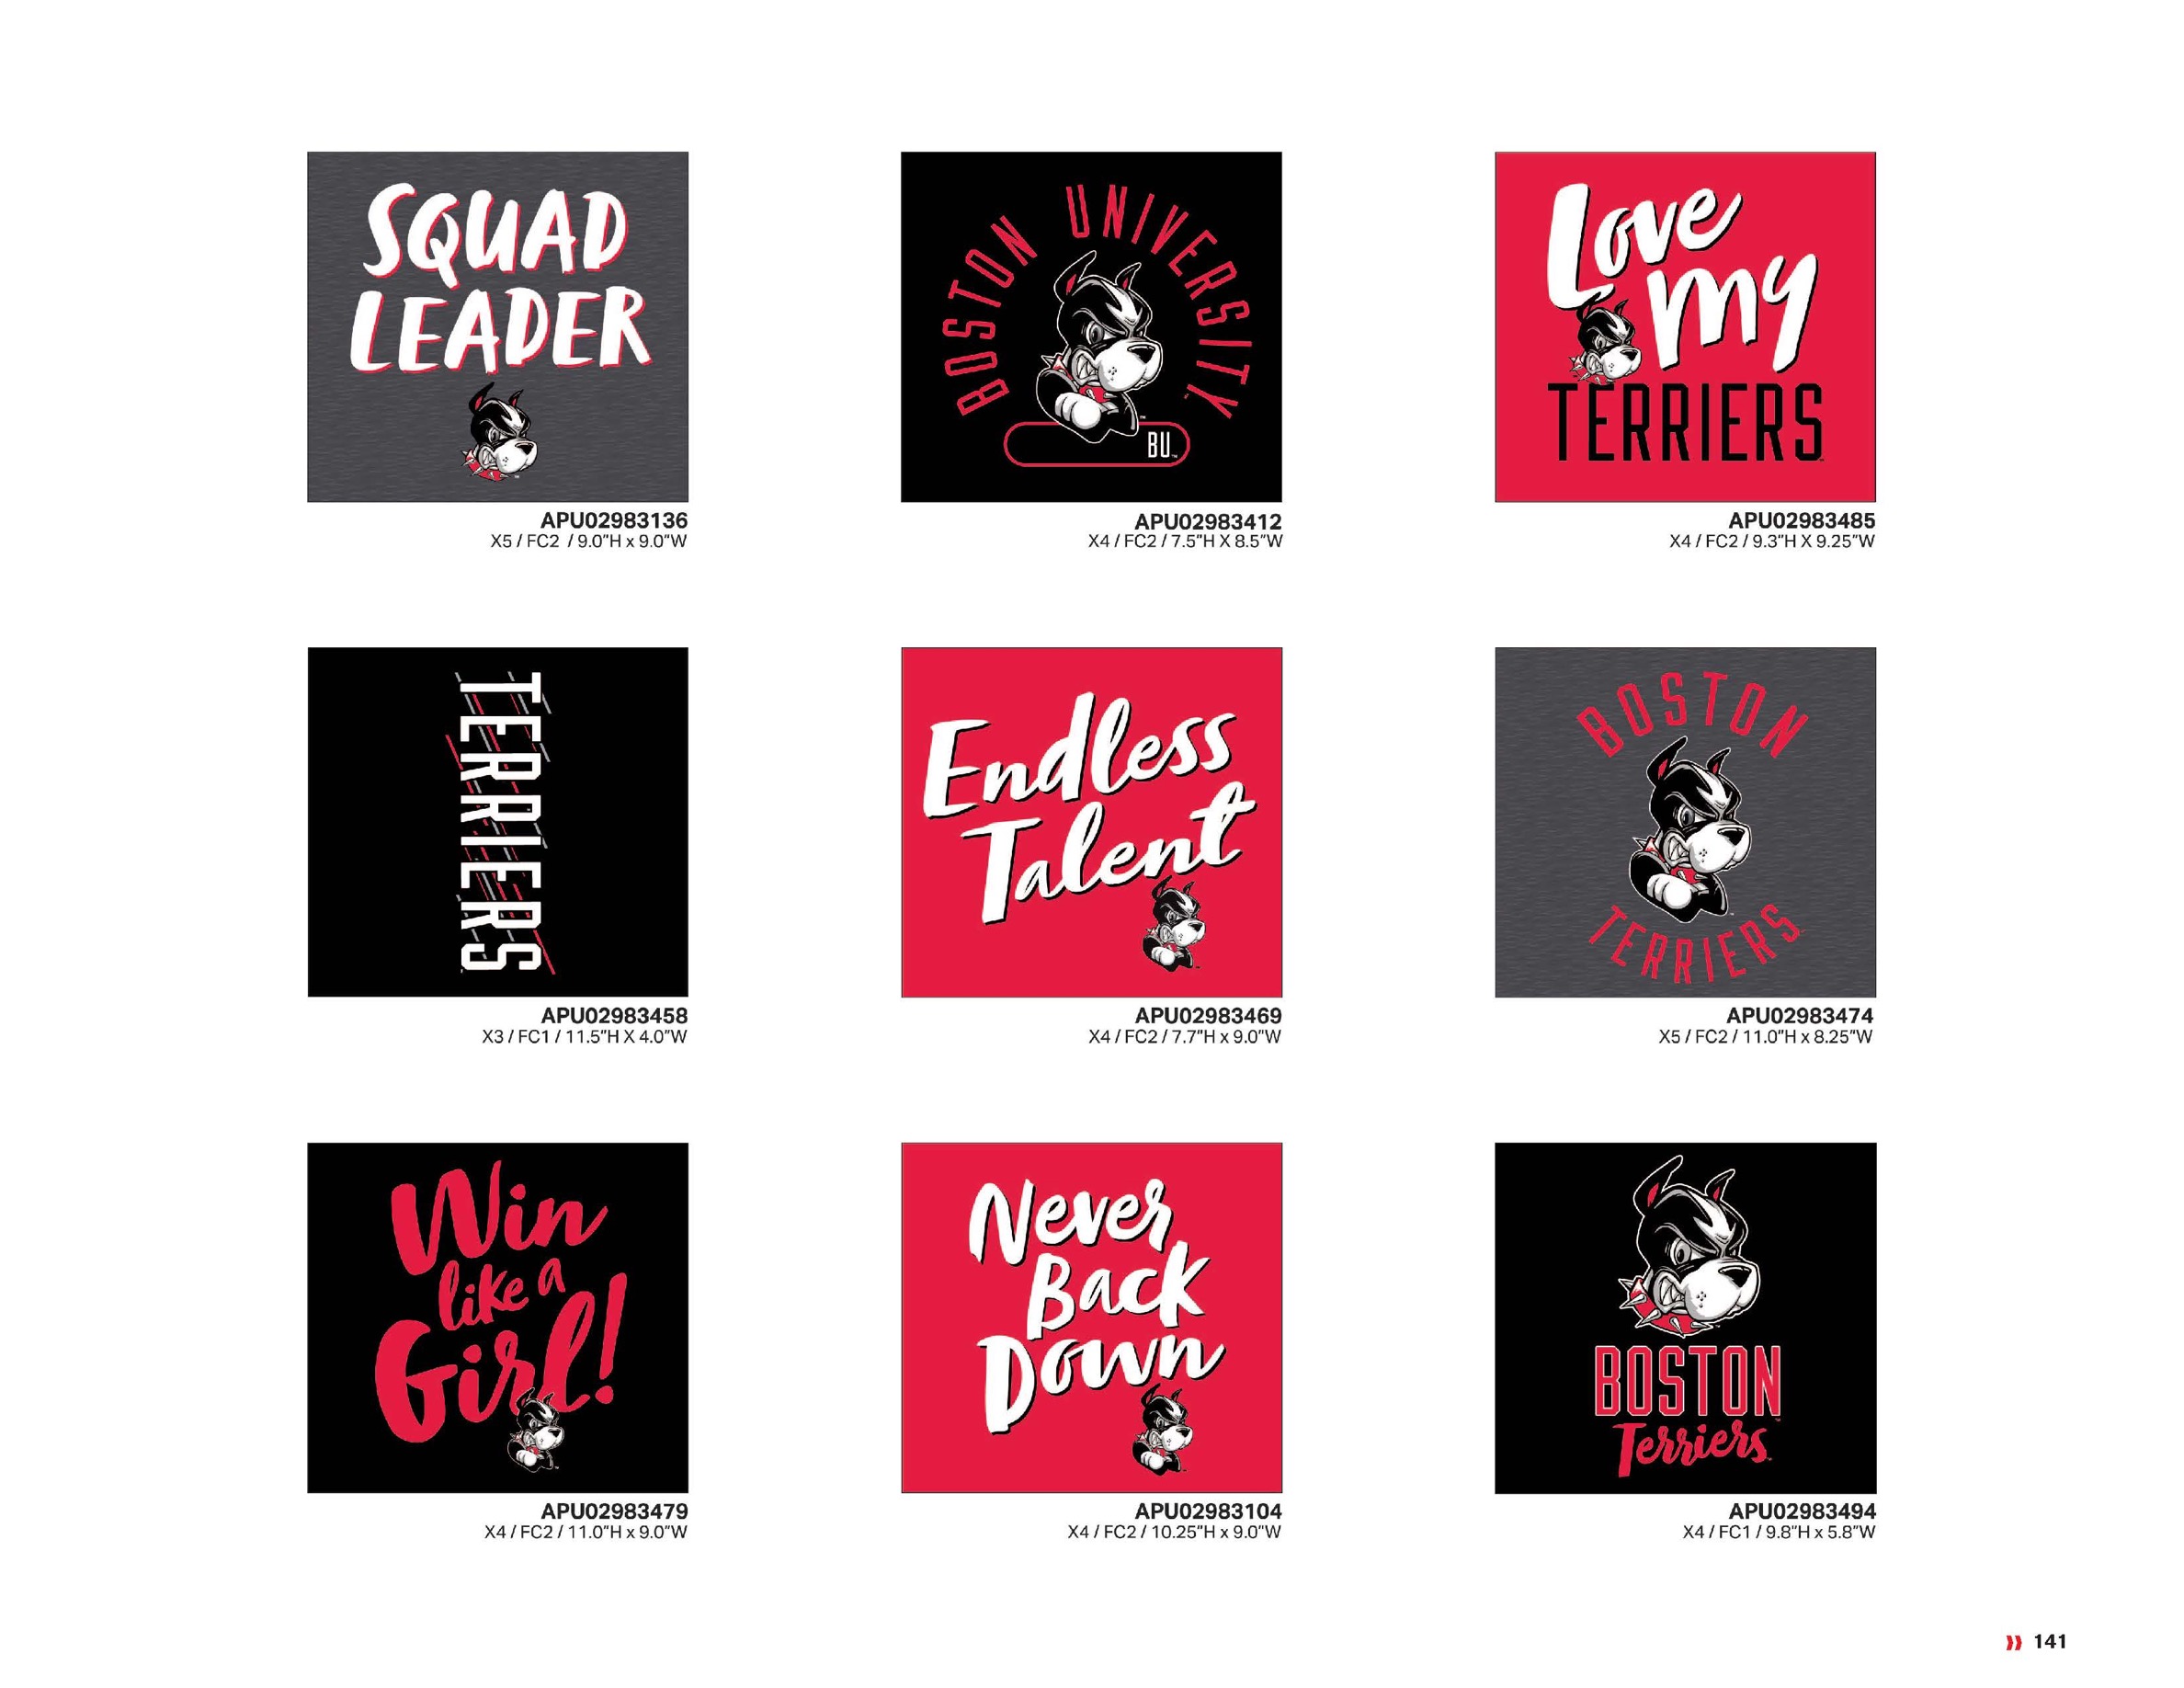 SQUAD
LEADER
APU02983136
X5 / FC2 / 9.0"H x 9.0"W
BOSTON UNIVERSITY
BU
APU02983412
X4 / FC2 / 7.5"H X 8.5"W
Love
my
TERRIERS
APU02983485
X4 / FC2 / 9.3"H X 9.25"W
TERRIERS
APU02983458
X3 / FC1 / 11.5"H X 4.0"W
Endless
Talent
APU02983469
X4 / FC2 / 7.7"H x 9.0"W
BOSTON
TERRIERS
APU02983474
X5 / FC2 / 11.0"H x 8.25"W
Win
like a
Girl!
APU02983479
X4 / FC2 / 11.0"H x 9.0"W
Never
Back
Down
APU02983104
X4 / FC2 / 10.25"H x 9.0"W
BOSTON
Terriers
APU02983494
X4 / FC1 / 9.8"H x 5.8"W
141